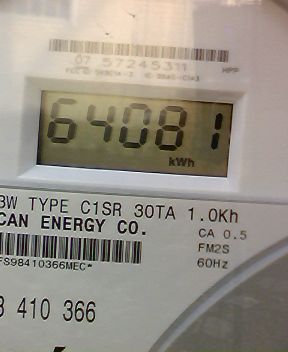 07 57245311
HPP
64081
kWh
3W TYPE C1SR 30TA 1.0Kh
CAN ENERGY CO.
CA 0.5
FM2S
FS98410366MEC*
60Hz
410 366